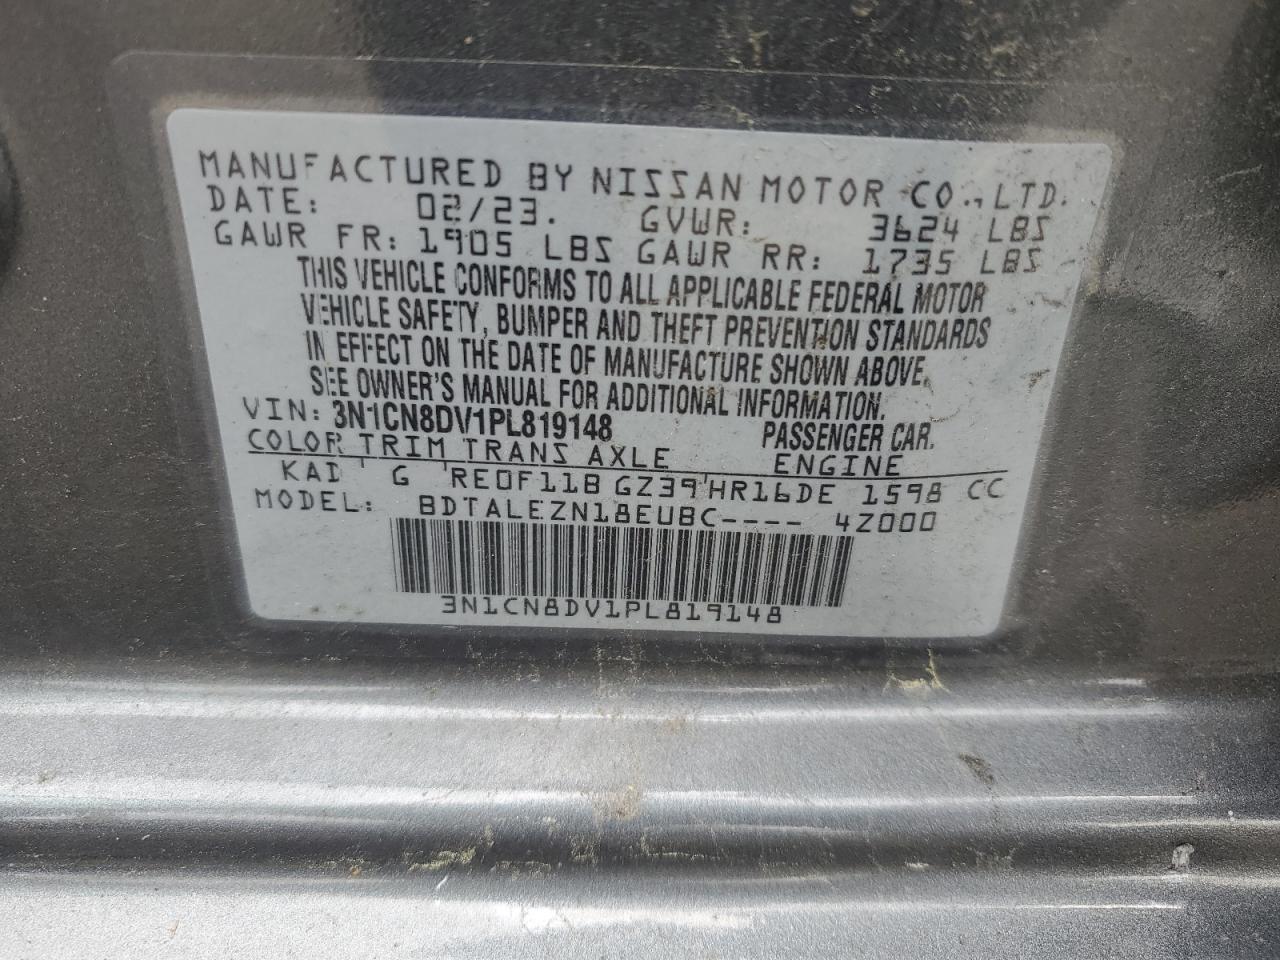 MANUFACTURED BY NISSAN MOTOR CO., LTD.
DATE: 02/23. GVWR: 3624 LBS
GAWR FR: 1905 LBS GAWR RR: 1735 LBS
THIS VEHICLE CONFORMS TO ALL APPLICABLE FEDERAL MOTOR
VEHICLE SAFETY, BUMPER AND THEFT PREVENTION STANDARDS
IN EFFECT ON THE DATE OF MANUFACTURE SHOWN ABOVE.
SEE OWNER'S MANUAL FOR ADDITIONAL INFORMATION.
VIN: 3N1CN8DV1PL819148 PASSENGER CAR.
COLOR TRIM TRANS AXLE ENGINE
KAD G RE0F11B GZ39 HR16DE 1598 CC
MODEL: BDTALEZN18EUBC---- 4Z000
3N1CN8DV1PL819148